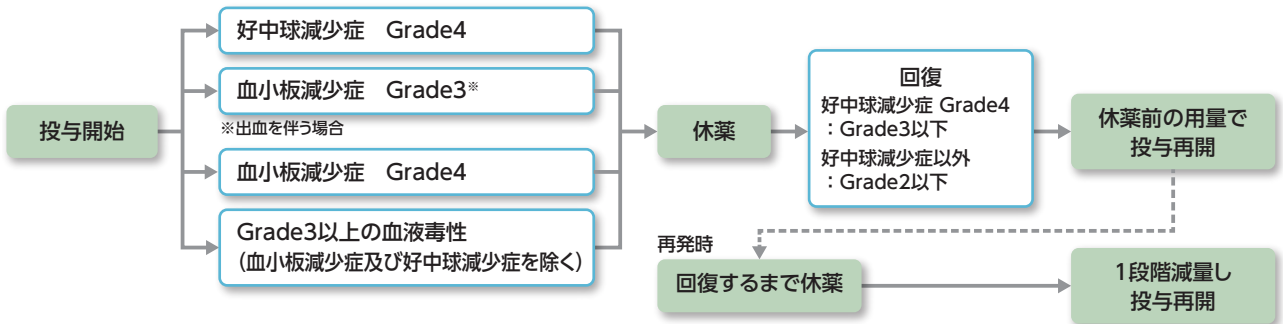 投与開始
好中球減少症　Grade4
血小板減少症　Grade3※
※出血を伴う場合
血小板減少症　Grade4
Grade3以上の血液毒性
（血小板減少症及び好中球減少症を除く）
休薬
回復
好中球減少症 Grade4
：Grade3以下
好中球減少症以外
：Grade2以下
休薬前の用量で
投与再開
再発時
回復するまで休薬
1段階減量し
投与再開